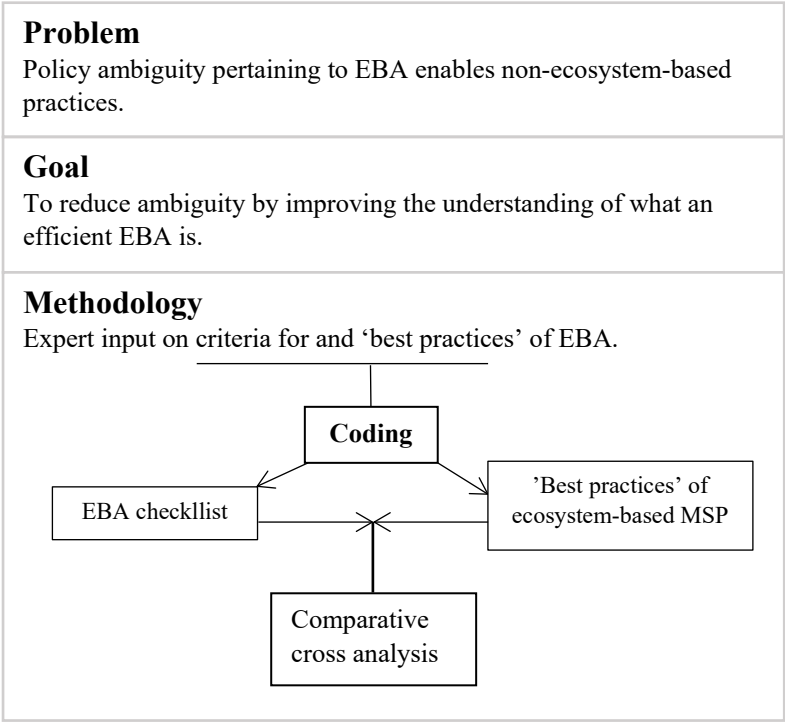 Problem
Policy ambiguity pertaining to EBA enables non-ecosystem-based
practices.
Goal
To reduce ambiguity by improving the understanding of what an
efficient EBA is.
Methodology
Expert input on criteria for and ‘best practices’ of EBA.
Coding
EBA checkllist
’Best practices’ of
ecosystem-based MSP
Comparative
cross analysis